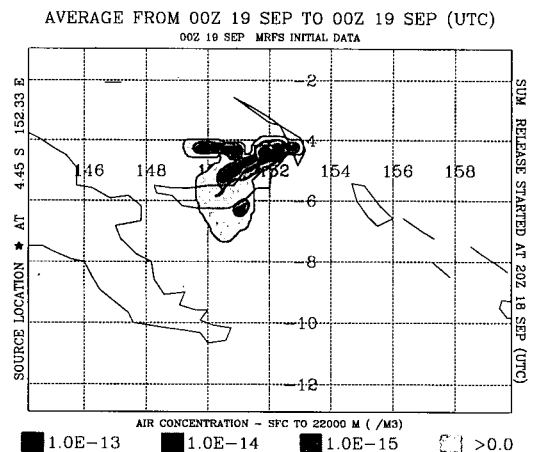 AVERAGE FROM 00Z 19 SEP TO 00Z 19 SEP (UTC)
00Z 19 SEP MRFS INITIAL DATA
SOURCE LOCATION ★ AT 4.45 S 152.33 E
-2
-4
146 148 152 154 156 158
-6
-8
-10
-12
SUM RELEASE STARTED AT 20Z 18 SEP (UTC)
AIR CONCENTRATION - SFC TO 22000 M ( /M3)
1.0E-13 1.0E-14 1.0E-15 >0.0